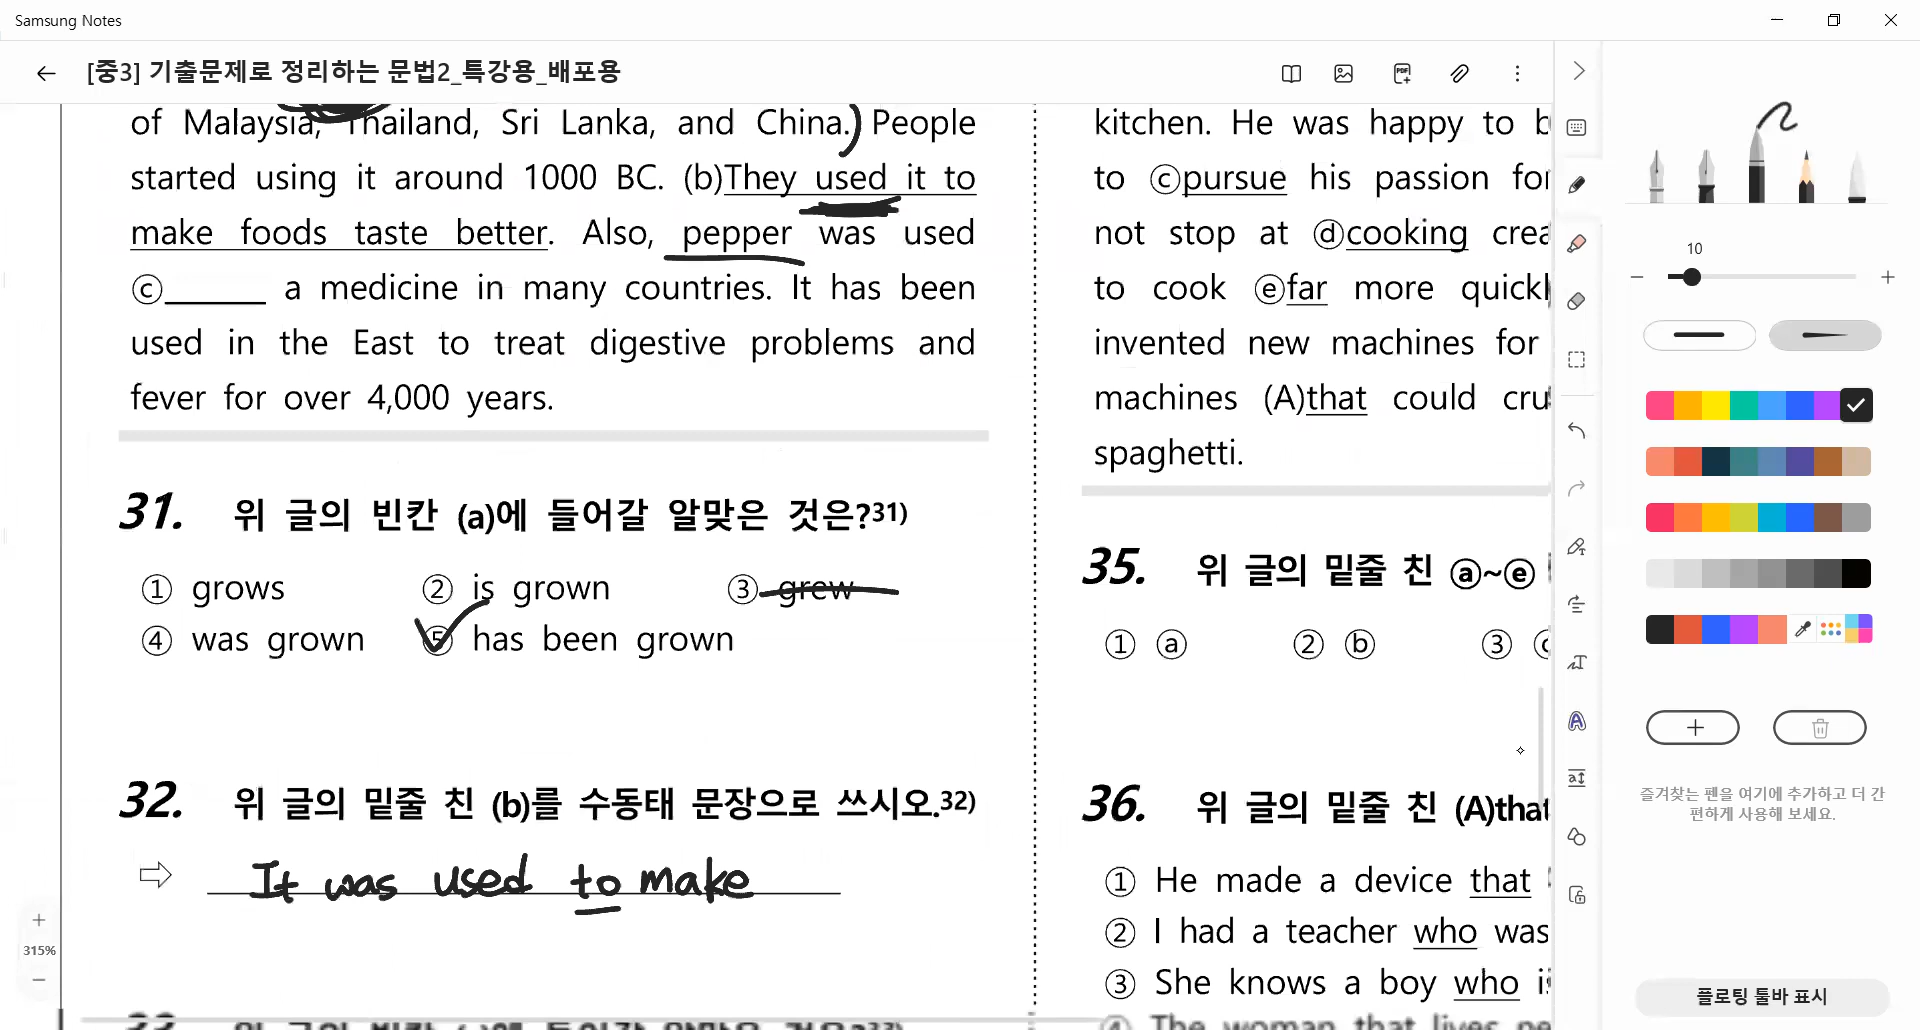 Samsung Notes
[중3] 기출문제로 정리하는 문법2_특강용_배포용
of Malaysia, Thailand, Sri Lanka, and China.) People
started using it around 1000 BC. (b)They used it to
make foods taste better. Also, pepper was used
ⓒ______ a medicine in many countries. It has been
used in the East to treat digestive problems and
fever for over 4,000 years.
31. 위 글의 빈칸 (a)에 들어갈 알맞은 것은?31)
① grows ② is grown ③ grew
④ was grown ⑤ has been grown
32. 위 글의 밑줄 친 (b)를 수동태 문장으로 쓰시오.32)
⇨ It was used to make
kitchen. He was happy to b
to ⓒpursue his passion for
not stop at ⓓcooking crea
to cook ⓔfar more quickl
invented new machines for
machines (A)that could cru
spaghetti.
35. 위 글의 밑줄 친 ⓐ~ⓔ
① ⓐ ② ⓑ ③ ⓒ
36. 위 글의 밑줄 친 (A)that
① He made a device that
② I had a teacher who was
③ She knows a boy who i
④ The woman that lives ne
315%
10
즐겨찾는 펜을 여기에 추가하고 더 간
편하게 사용해 보세요.
플로팅 툴바 표시